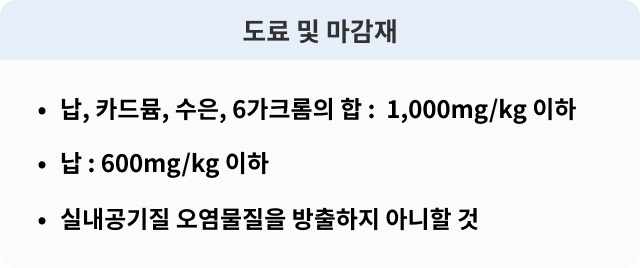 도료 및 마감재
• 납, 카드뮴, 수은, 6가크롬의 합 : 1,000mg/kg 이하
• 납 : 600mg/kg 이하
• 실내공기질 오염물질을 방출하지 아니할 것